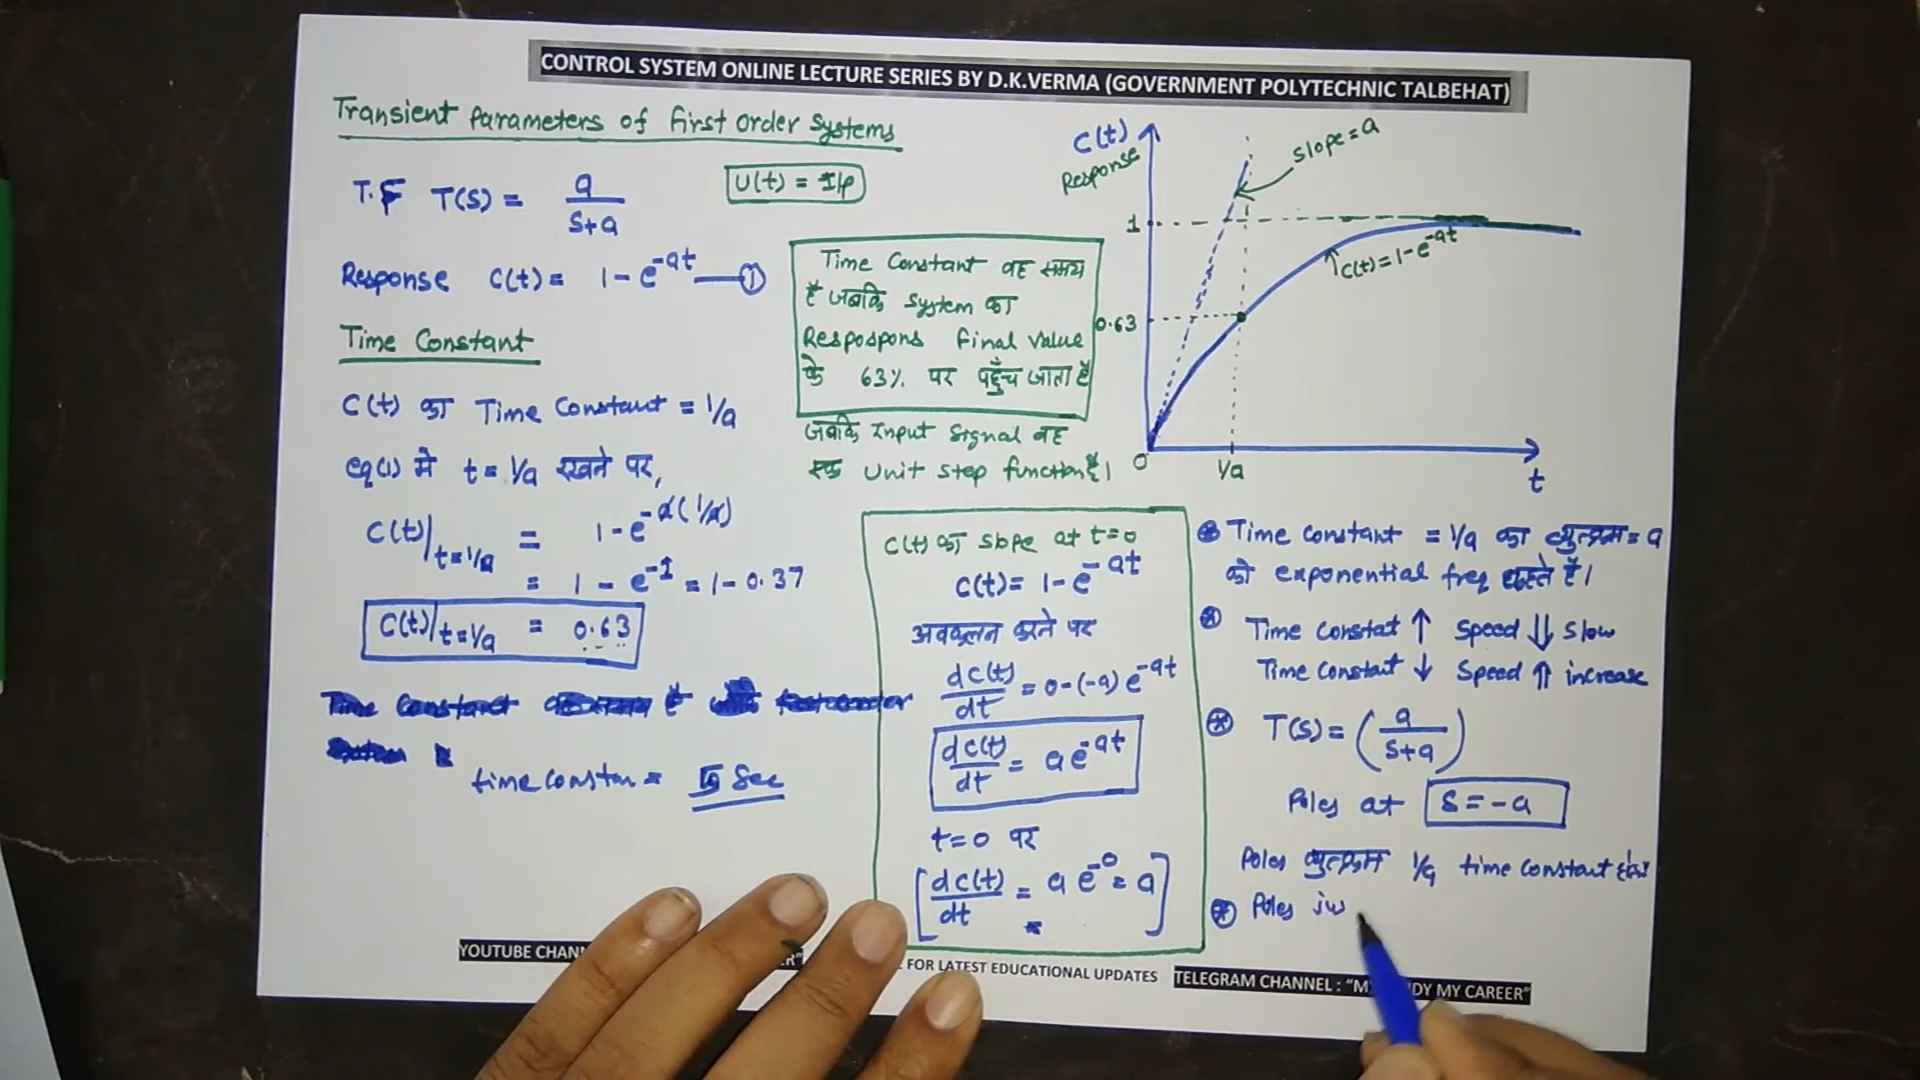 CONTROL SYSTEM ONLINE LECTURE SERIES BY D.K.VERMA (GOVERNMENT POLYTECHNIC TALBEHAT)
Transient Parameters of First Order Systems
T.F T(S) = a/(S+a)
U(t) = I/p
Response C(t) = 1 - e^-at —①
Time Constant
C(t) का Time Constant = 1/a
eq(1) मे t = 1/a रखने पर,
C(t)|t=1/a = 1 - e^-a(1/a)
= 1 - e^-1 = 1 - 0.37
C(t)|t=1/a = 0.63
Time Constant
time constan = Sec
Time Constant वह समय
है जबकि System का
Respospons final value
के 63% पर पहुँच जाता है
जबकि Input Signal वह
एक Unit step function है।
C(t) का slope at t=0
C(t) = 1 - e^-at
अवकलन करने पर
dc(t)/dt = 0-(-a) e^-at
dc(t)/dt = a e^-at
t=0 पर
[dc(t)/dt = a e^-0 = a]
C(t)
Response
slope = a
1
C(t) = 1 - e^-at
0.63
0
1/a
t
Time constant = 1/a का व्युत्क्रम = a
को exponential freq कहते हैं।
Time Constat ↑ Speed ⇓ Slow
Time Constant ↓ Speed ⇑ increase
T(S) = (a/(S+a))
Poles at S = -a
Poles व्युत्क्रम 1/a time constant
Poles jw
YOUTUBE CHAN
R"
FOR LATEST EDUCATIONAL UPDATES
TELEGRAM CHANNEL : "M DY MY CAREER"